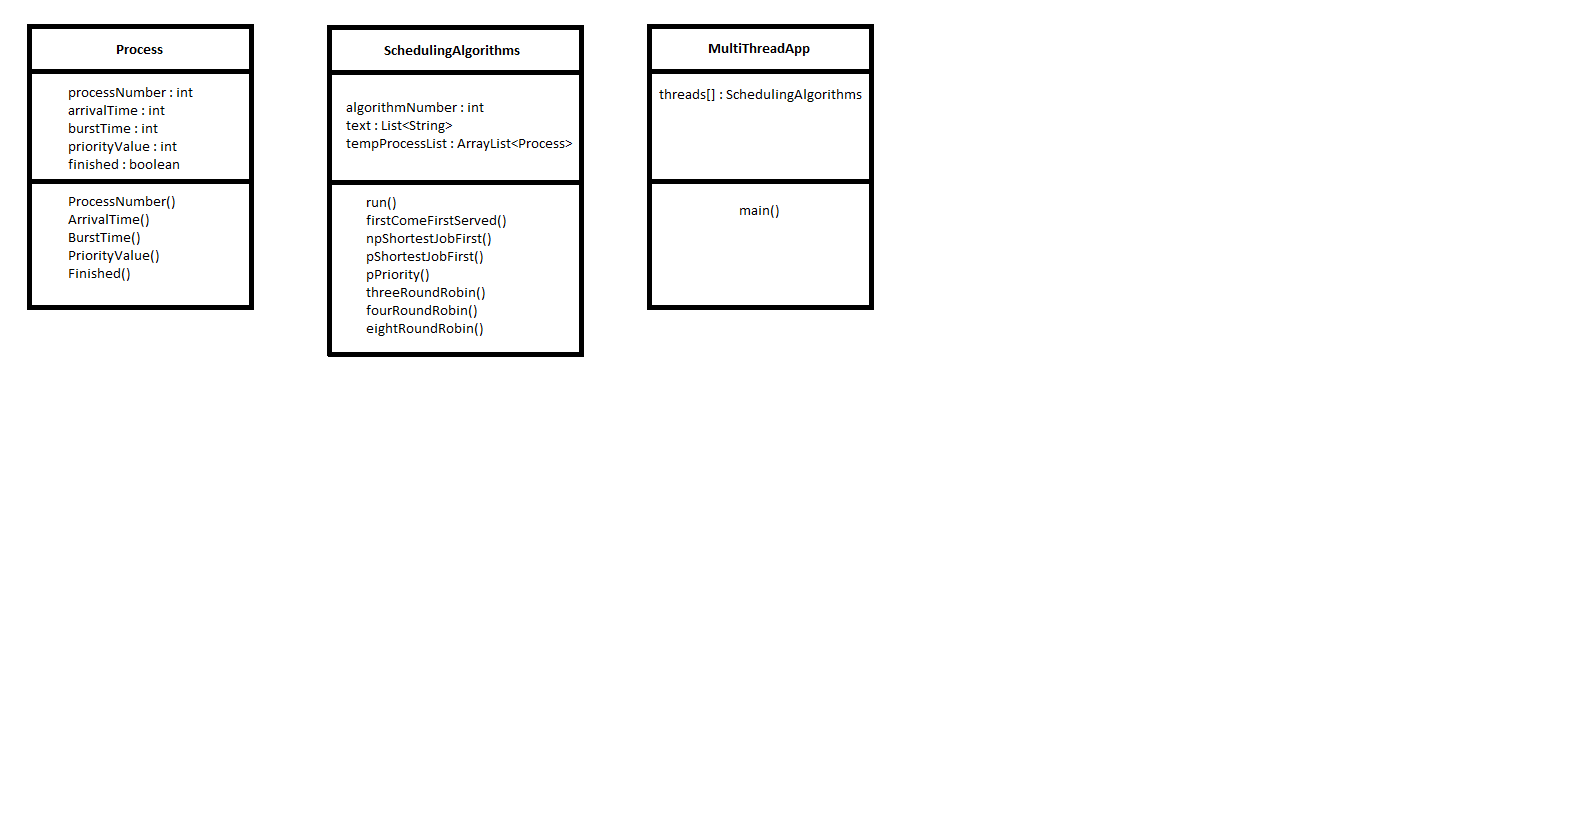 Process
processNumber : int
arrivalTime : int
burstTime : int
priorityValue : int
finished : boolean
ProcessNumber()
ArrivalTime()
BurstTime()
PriorityValue()
Finished()
SchedulingAlgorithms
algorithmNumber : int
text : List<String>
tempProcessList : ArrayList<Process>
run()
firstComeFirstServed()
npShortestJobFirst()
pShortestJobFirst()
pPriority()
threeRoundRobin()
fourRoundRobin()
eightRoundRobin()
MultiThreadApp
threads[] : SchedulingAlgorithms
main()